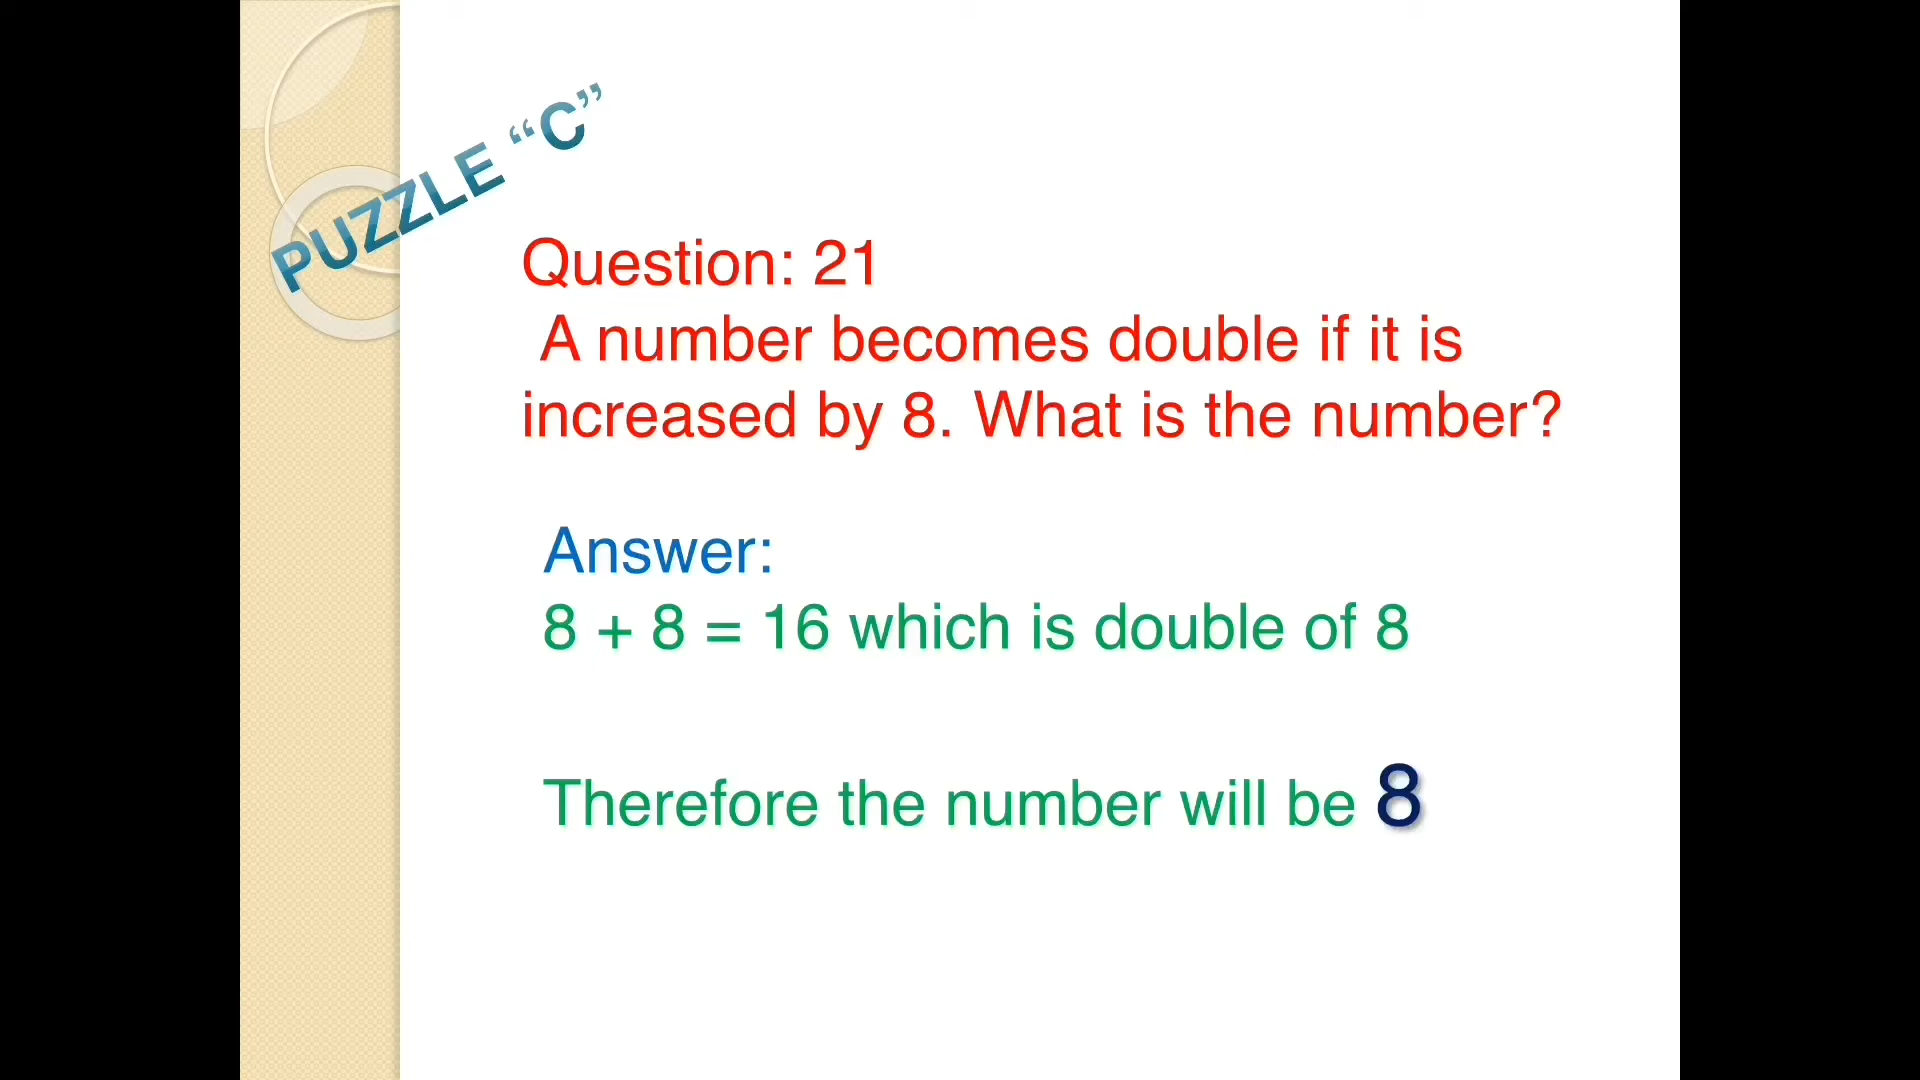 PUZZLE “C”
Question: 21
A number becomes double if it is
increased by 8. What is the number?
Answer:
8 + 8 = 16 which is double of 8
Therefore the number will be 8